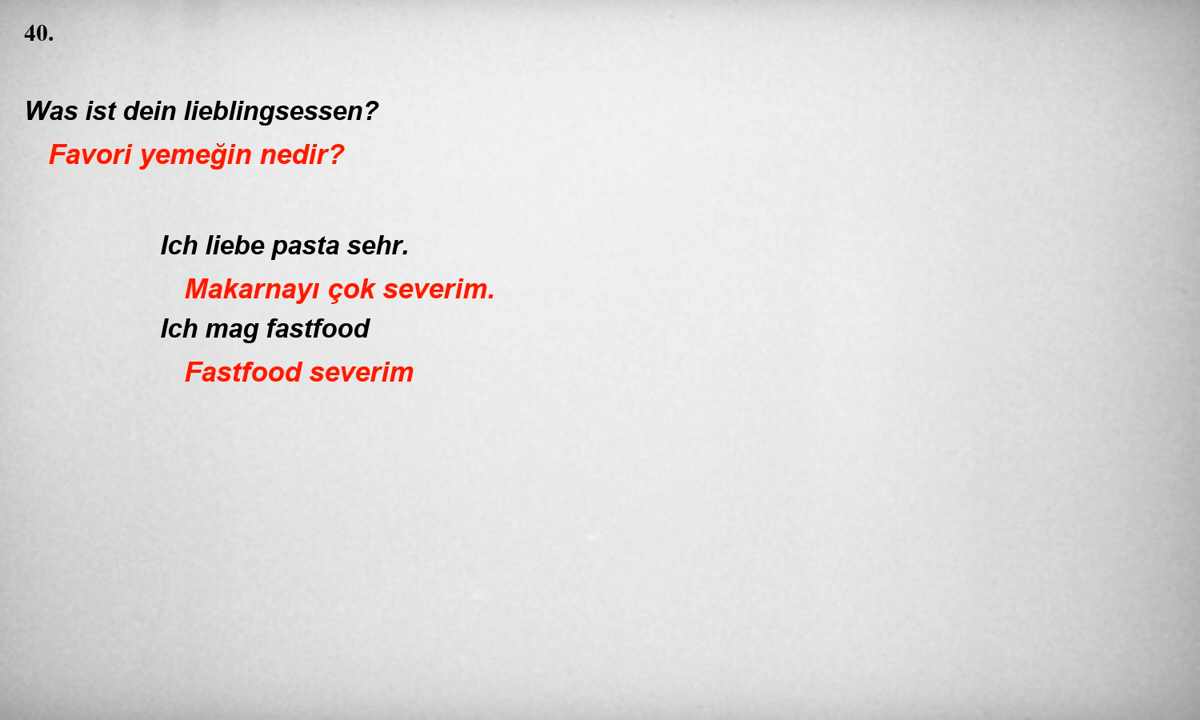 40.
Was ist dein lieblingsessen?
Favori yemeğin nedir?
Ich liebe pasta sehr.
Makarnayı çok severim.
Ich mag fastfood
Fastfood severim